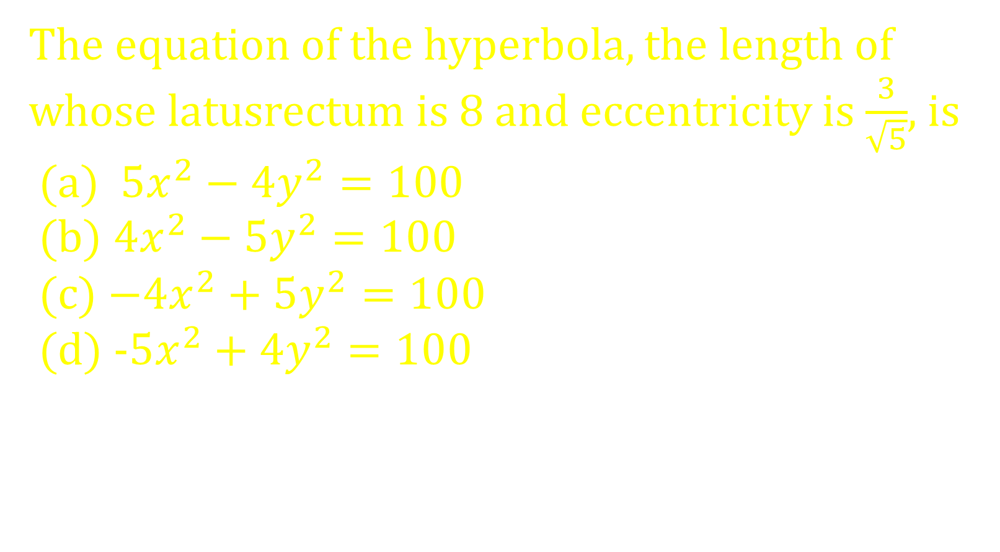 The equation of the hyperbola, the length of
whose latusrectum is 8 and eccentricity is $\frac{3}{\sqrt{5}}$, is
(a) $5x^2 - 4y^2 = 100$
(b) $4x^2 - 5y^2 = 100$
(c) $-4x^2 + 5y^2 = 100$
(d) -$5x^2 + 4y^2 = 100$